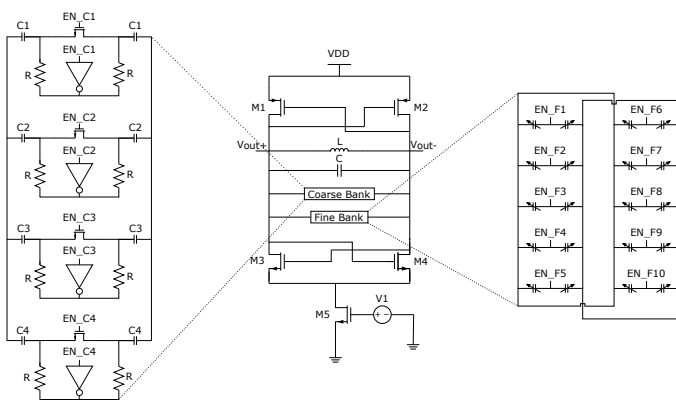 C1 EN_C1 C1
EN_C1
R R
C2 EN_C2 C2
EN_C2
R R
C3 EN_C3 C3
EN_C3
R R
C4 EN_C4 C4
EN_C4
R R
VDD
M1 M2
Vout+ L Vout-
C
Coarse Bank
Fine Bank
M3 M4
M5 V1
+ -
EN_F1 EN_F6
EN_F2 EN_F7
EN_F3 EN_F8
EN_F4 EN_F9
EN_F5 EN_F10